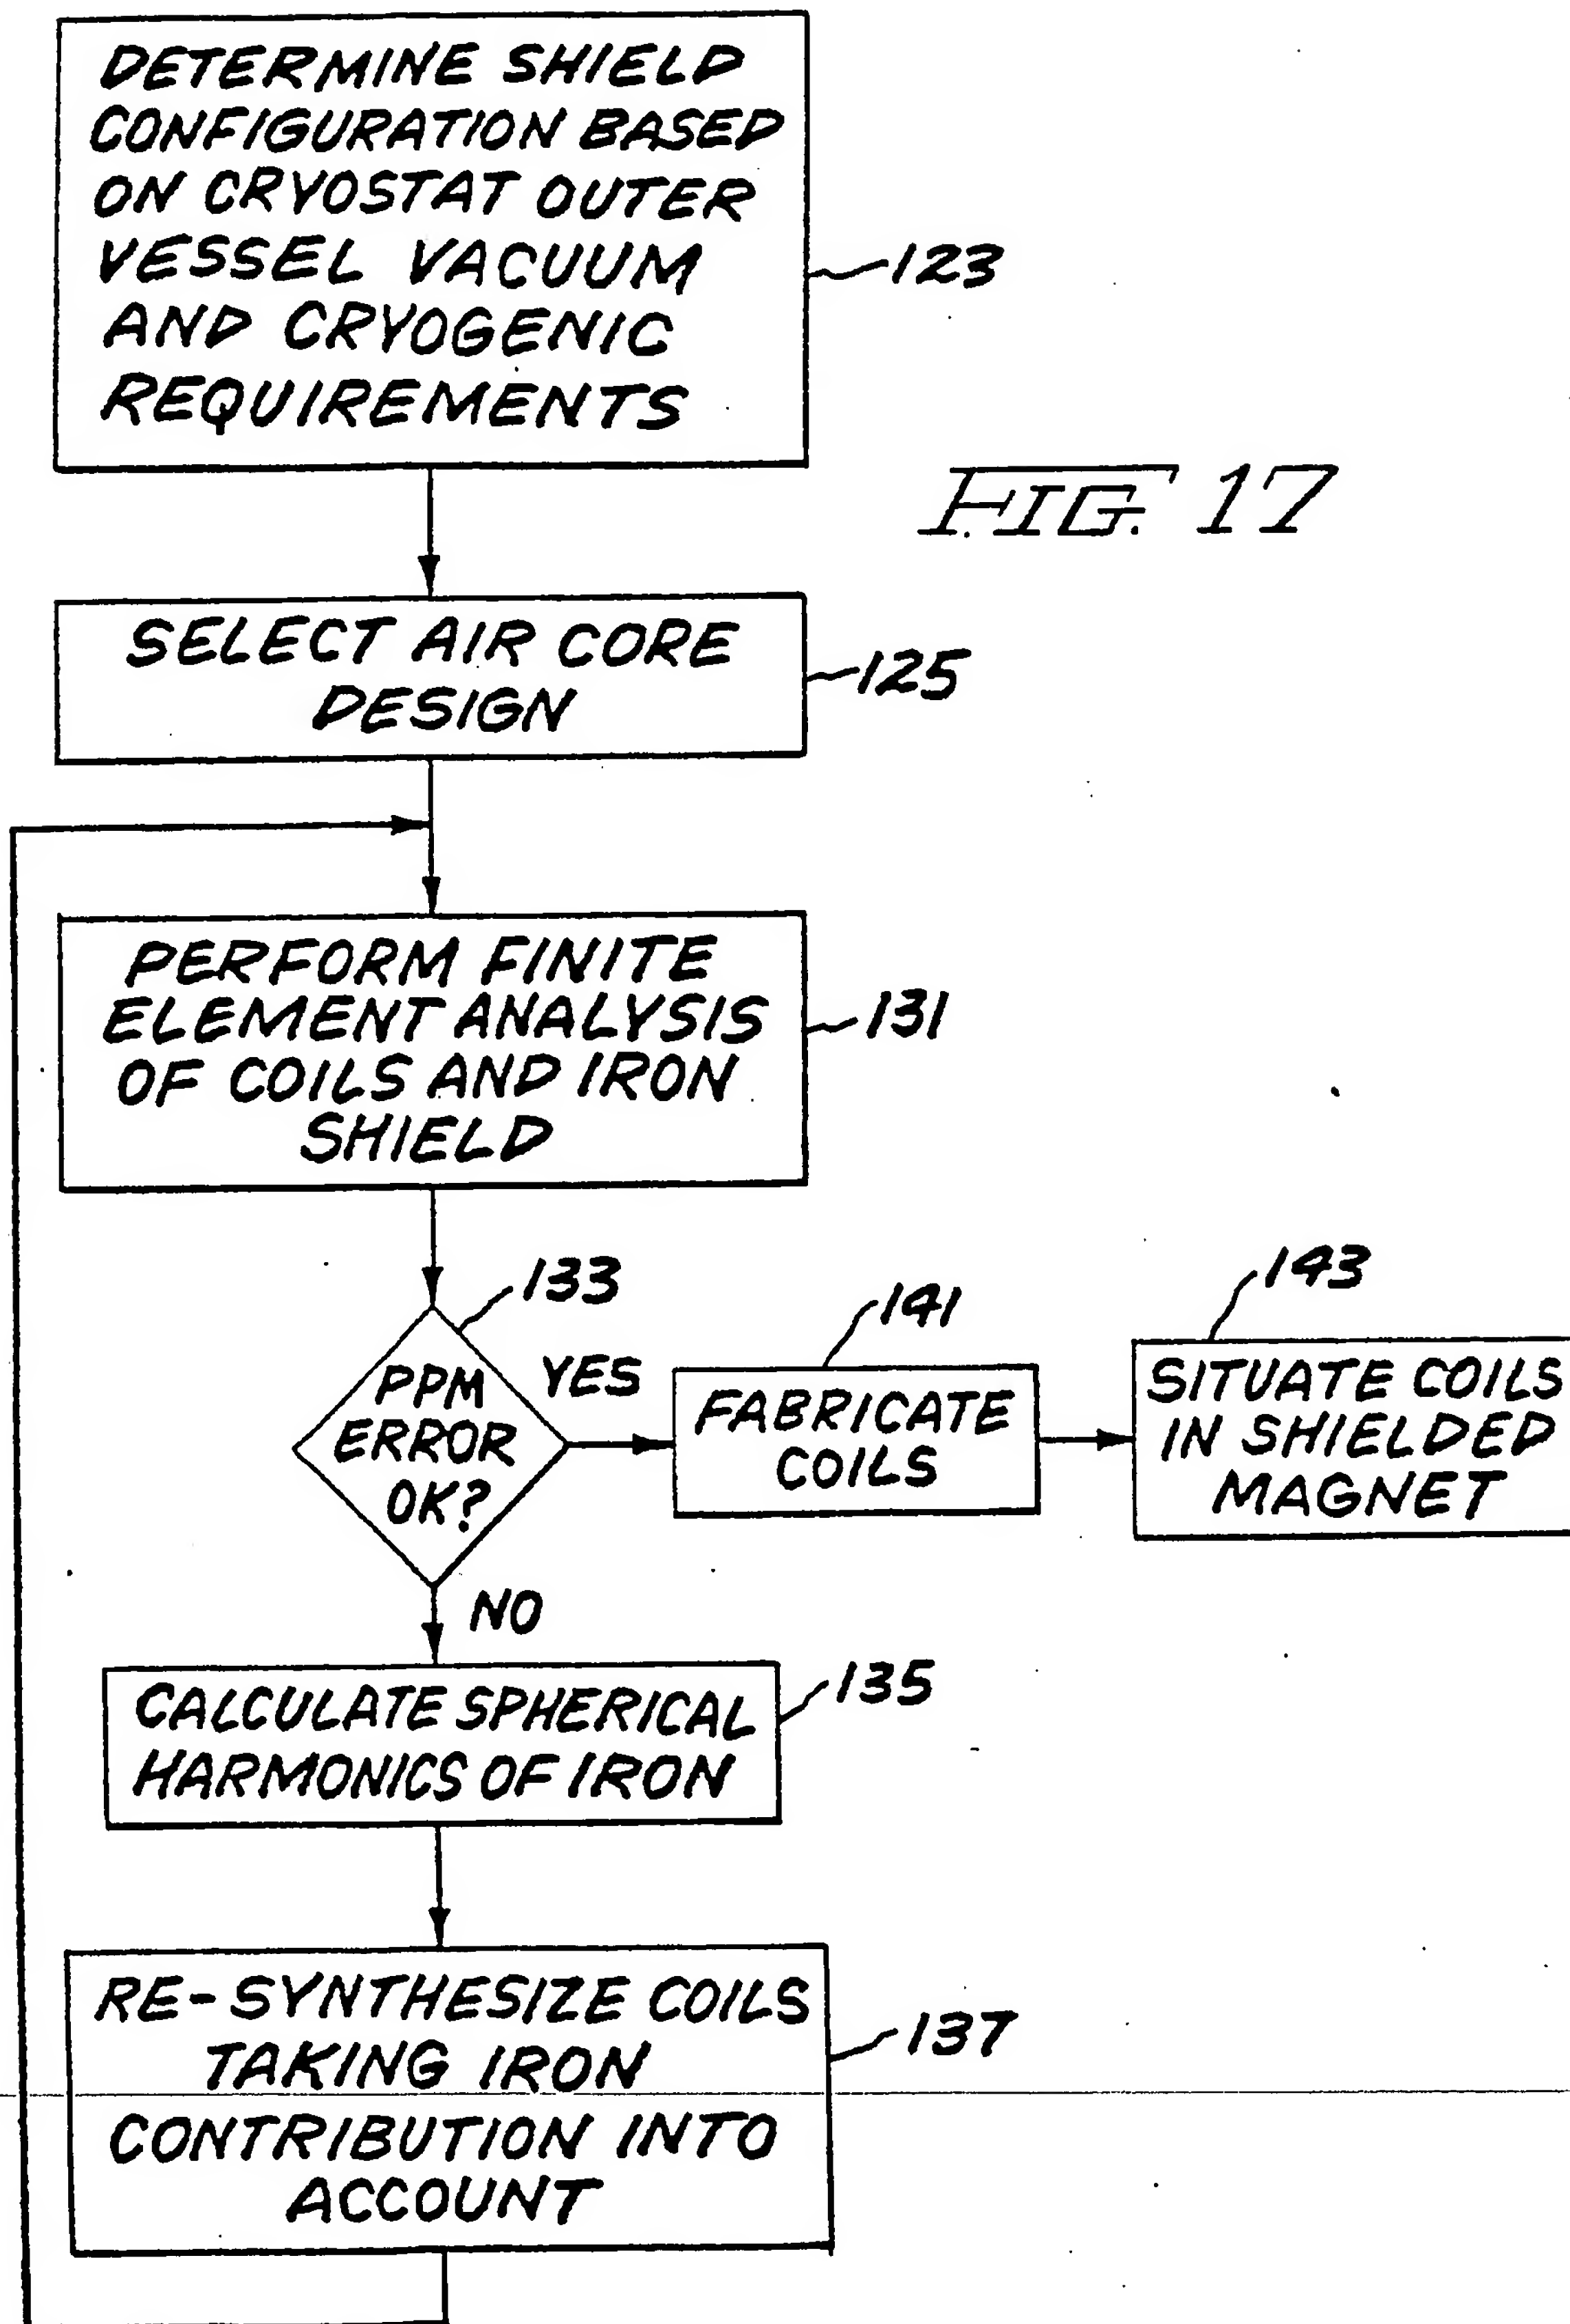 DETERMINE SHIELD
CONFIGURATION BASED
ON CRYOSTAT OUTER
VESSEL VACUUM
AND CRYOGENIC
REQUIREMENTS
123
FIG. 17
SELECT AIR CORE
DESIGN
125
PERFORM FINITE
ELEMENT ANALYSIS
OF COILS AND IRON
SHIELD
131
133
PPM
ERROR
OK?
YES
141
FABRICATE
COILS
143
SITUATE COILS
IN SHIELDED
MAGNET
NO
CALCULATE SPHERICAL
HARMONICS OF IRON
135
RE-SYNTHESIZE COILS
TAKING IRON
CONTRIBUTION INTO
ACCOUNT
137